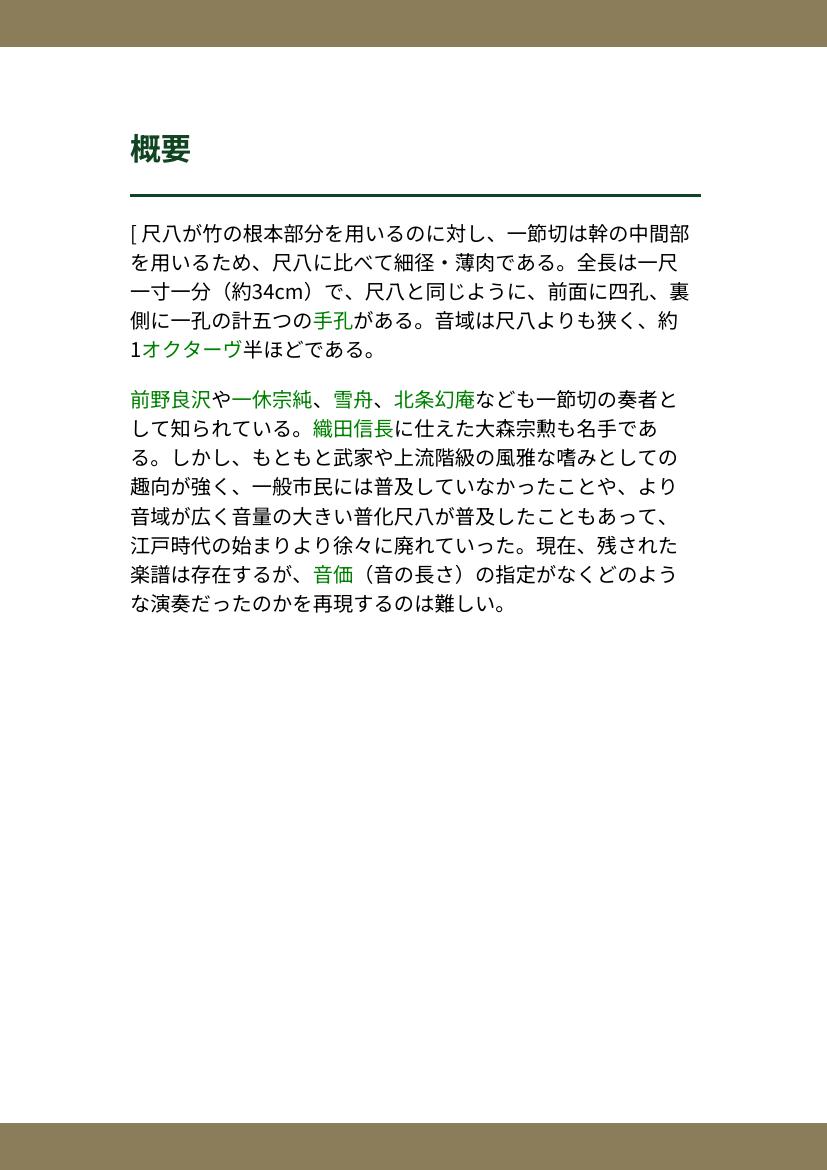 概要
[ 尺八が竹の根本部分を用いるのに対し、一節切は幹の中間部
を用いるため、尺八に比べて細径・薄肉である。全長は一尺
一寸一分（約34cm）で、尺八と同じように、前面に四孔、裏
側に一孔の計五つの手孔がある。音域は尺八よりも狭く、約
1オクターヴ半ほどである。
前野良沢や一休宗純、雪舟、北条幻庵なども一節切の奏者と
して知られている。織田信長に仕えた大森宗勲も名手であ
る。しかし、もともと武家や上流階級の風雅な嗜みとしての
趣向が強く、一般市民には普及していなかったことや、より
音域が広く音量の大きい普化尺八が普及したこともあって、
江戸時代の始まりより徐々に廃れていった。現在、残された
楽譜は存在するが、音価（音の長さ）の指定がなくどのよう
な演奏だったのかを再現するのは難しい。